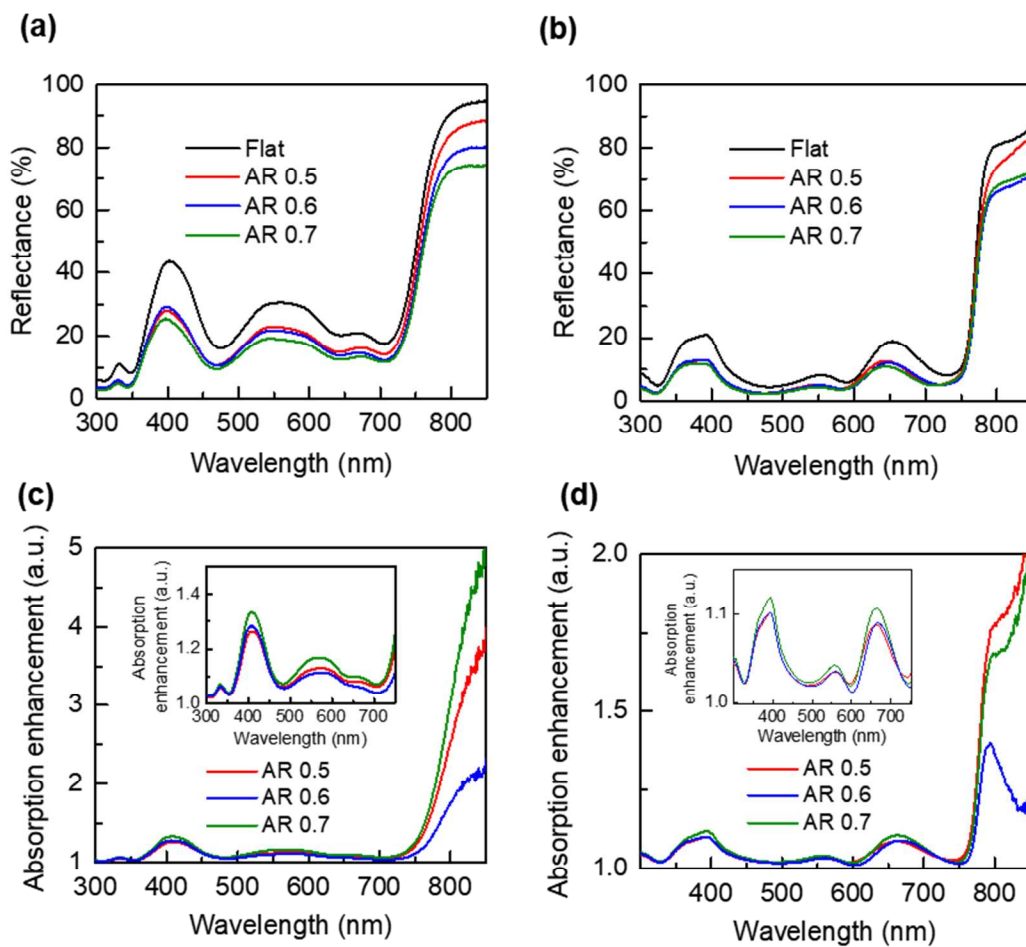 (a)
100
80
60
40
20
0
300 400 500 600 700 800
Reflectance (%)
Wavelength (nm)
Flat
AR 0.5
AR 0.6
AR 0.7
(b)
100
80
60
40
20
0
300 400 500 600 700 800
Reflectance (%)
Wavelength (nm)
Flat
AR 0.5
AR 0.6
AR 0.7
(c)
5
4
3
2
1
300 400 500 600 700 800
Absorption enhancement (a.u.)
Wavelength (nm)
1.4
1.2
1.0
300 400 500 600 700
Absorption
enhancement (a.u.)
Wavelength (nm)
AR 0.5
AR 0.6
AR 0.7
(d)
2.0
1.5
1.0
400 500 600 700 800
Absorption enhancement (a.u.)
Wavelength (nm)
1.1
1.0
400 500 600 700
Absorption
enhancement (a.u.)
Wavelength (nm)
AR 0.5
AR 0.6
AR 0.7